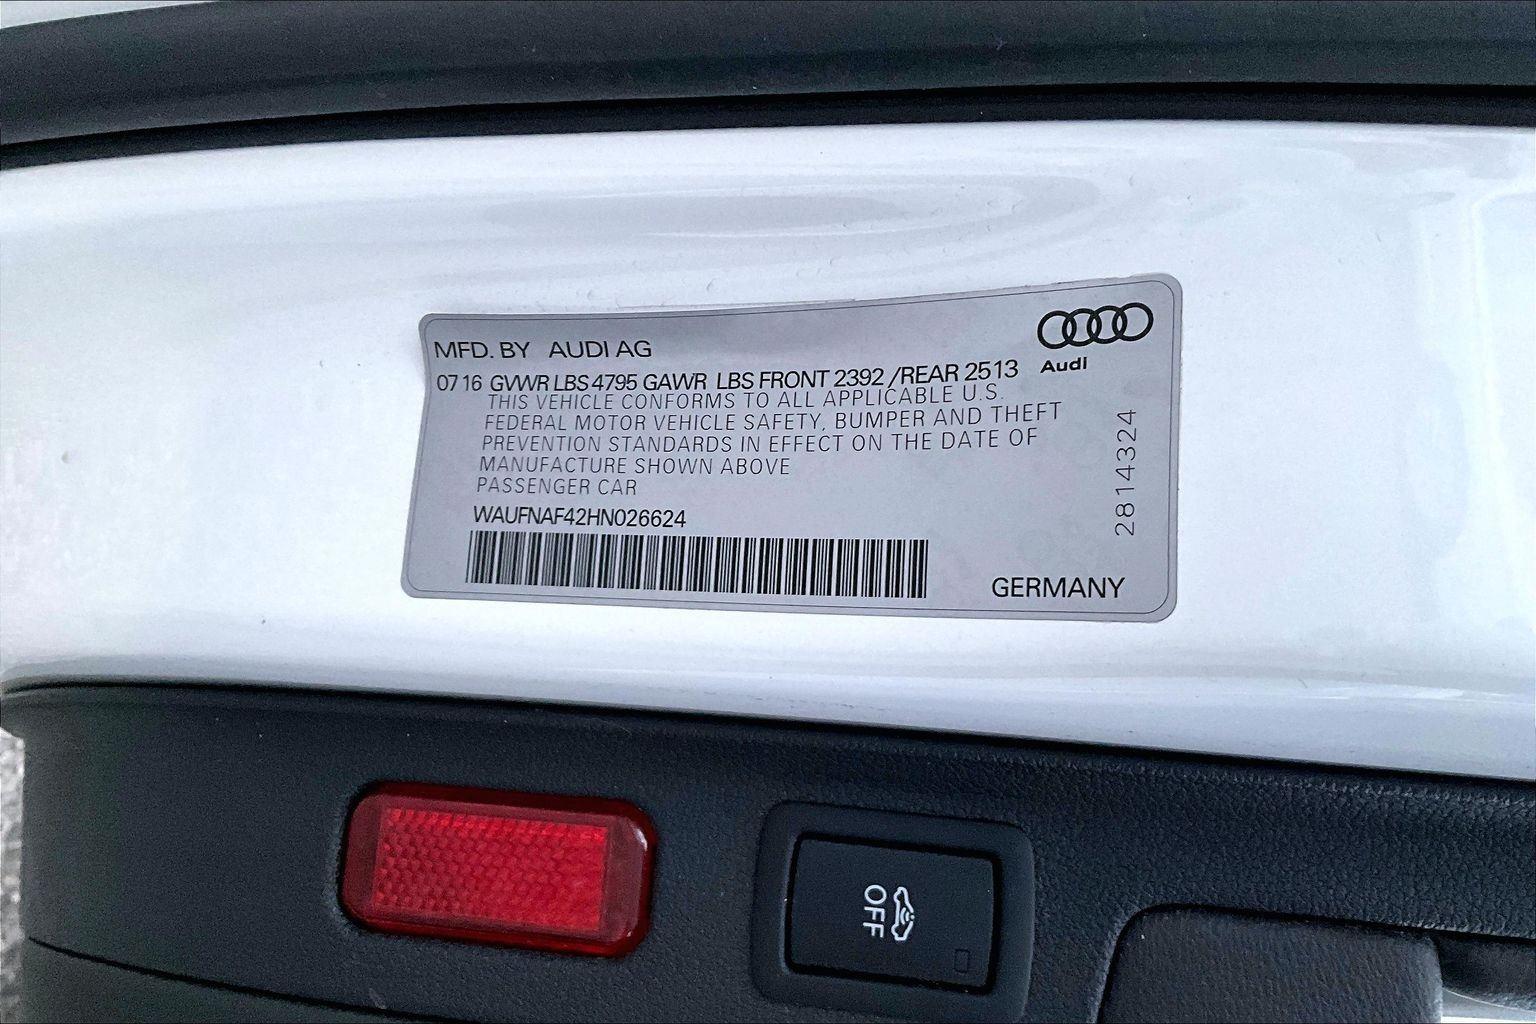 MFD. BY AUDI AG
Audi
07 16 GVWR LBS 4795 GAWR LBS FRONT 2392 /REAR 2513
THIS VEHICLE CONFORMS TO ALL APPLICABLE U.S.
FEDERAL MOTOR VEHICLE SAFETY, BUMPER AND THEFT
PREVENTION STANDARDS IN EFFECT ON THE DATE OF
MANUFACTURE SHOWN ABOVE
PASSENGER CAR
WAUFNAF42HN026624
2814324
GERMANY
OFF